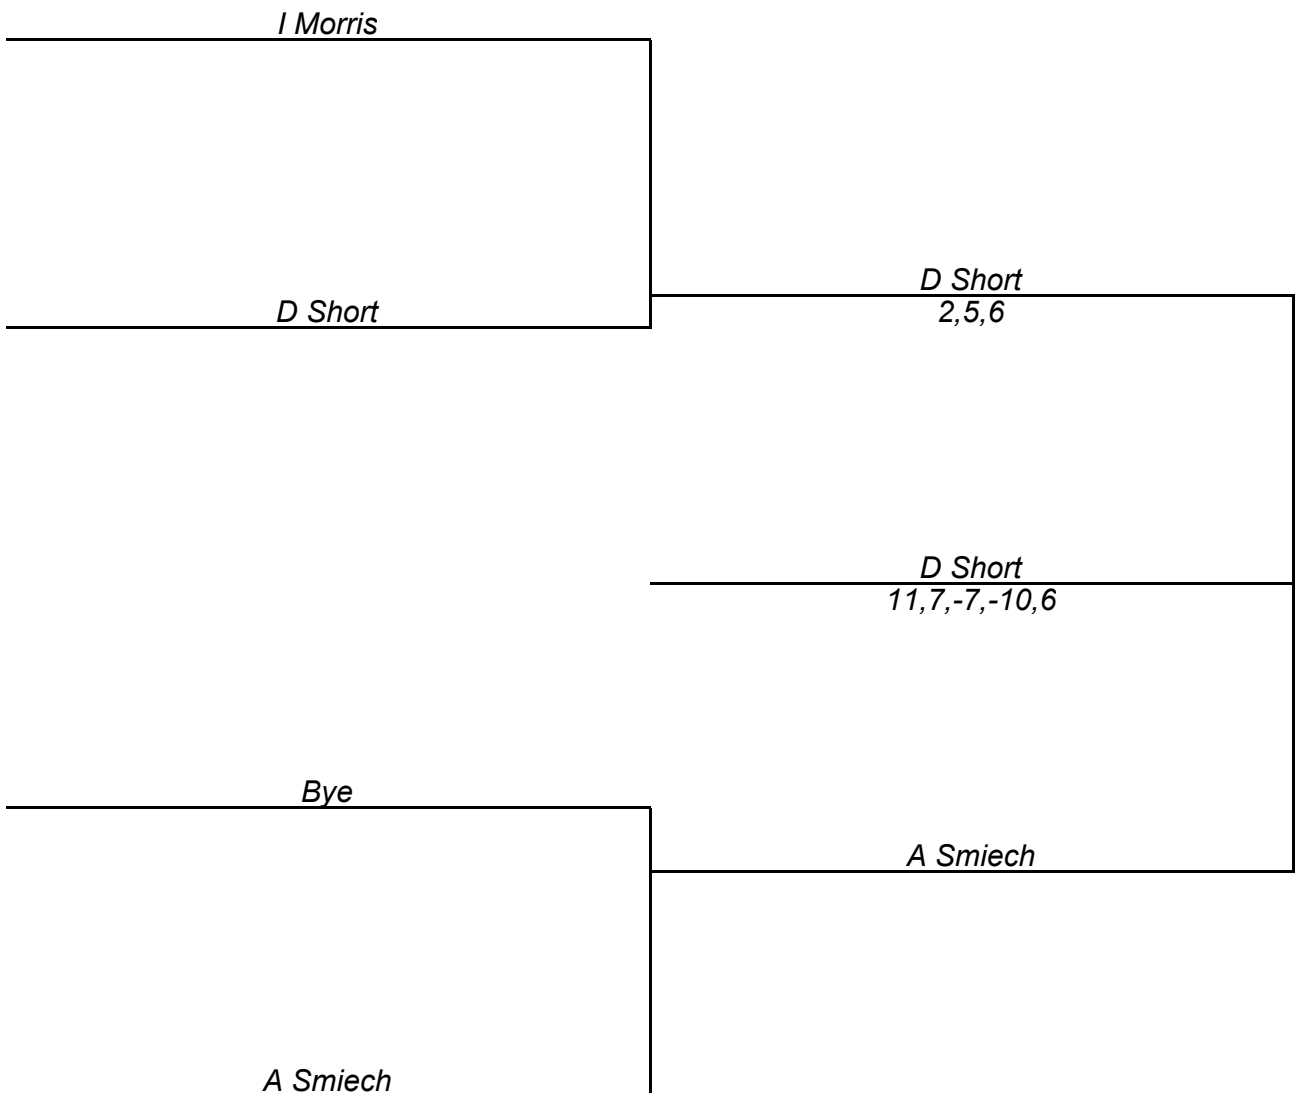 I Morris
D Short
D Short
2,5,6
D Short
11,7,-7,-10,6
Bye
A Smiech
A Smiech